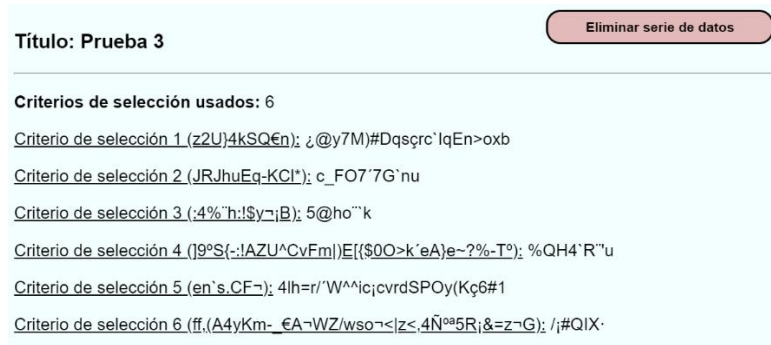 Eliminar serie de datos
Título: Prueba 3
Criterios de selección usados: 6
Criterio de selección 1 (z2U}4kSQ€n): ¿@y7M)#Dqsçrc`IqEn>oxb
Criterio de selección 2 (JRJhuEq-KCl*): c_FO7´7G`nu
Criterio de selección 3 (:4%¨h:!$y¬¡B): 5@ho¨`k
Criterio de selección 4 (]9ºS{-:!AZU^CvFm|)E[{$0O>k´eA}e~?%-Tº): %QH4`R¨'u
Criterio de selección 5 (en`s.CF¬): 4lh=r/´W^^ic¡cvrdSPOy(Kç6#1
Criterio de selección 6 (ff,(A4yKm-_€A¬WZ/wso¬<|z<,4Ѻª5R¡&=z¬G): /¡#QIX·